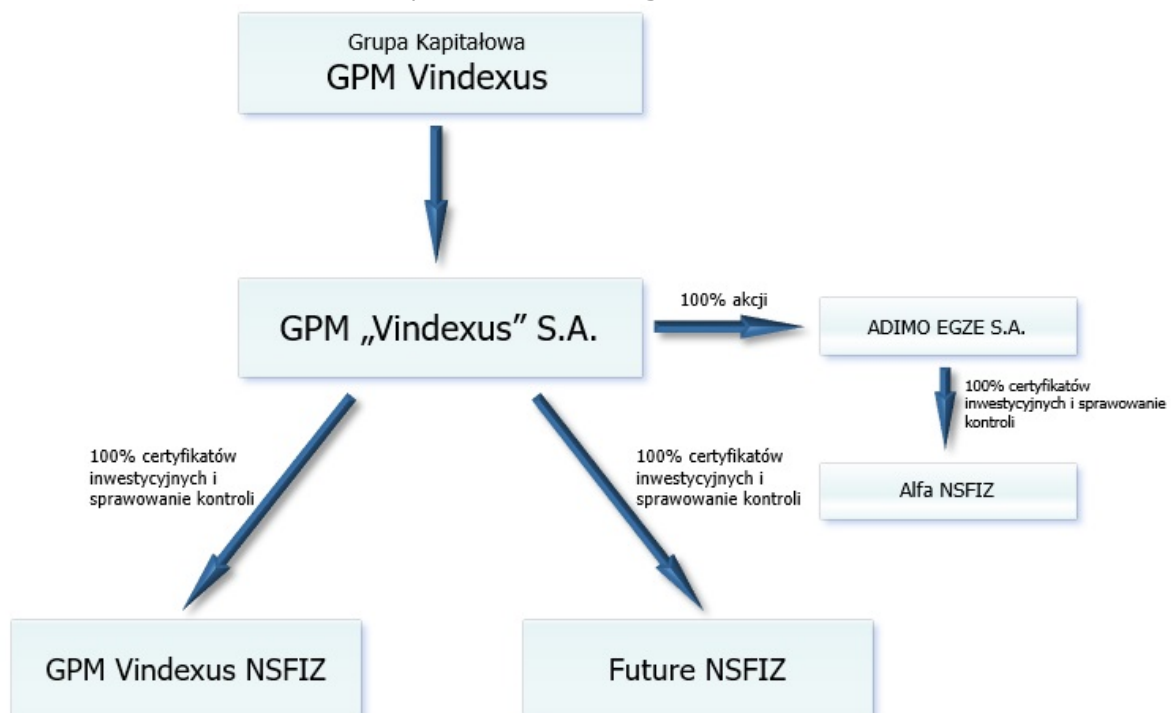 Grupa Kapitałowa
GPM Vindexus
GPM „Vindexus” S.A.
100% akcji
ADIMO EGZE S.A.
100% certyfikatów
inwestycyjnych i sprawowanie
kontroli
Alfa NSFIZ
100% certyfikatów
inwestycyjnych i
sprawowanie kontroli
100% certyfikatów
inwestycyjnych i
sprawowanie kontroli
GPM Vindexus NSFIZ
Future NSFIZ